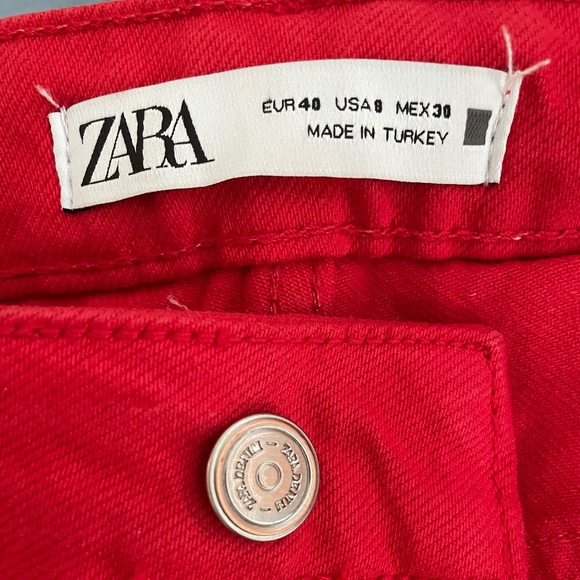 ZARA
EUR 40 USA 8 MEX 30
MADE IN TURKEY
ZARA DENIM – ZARA DENIM –